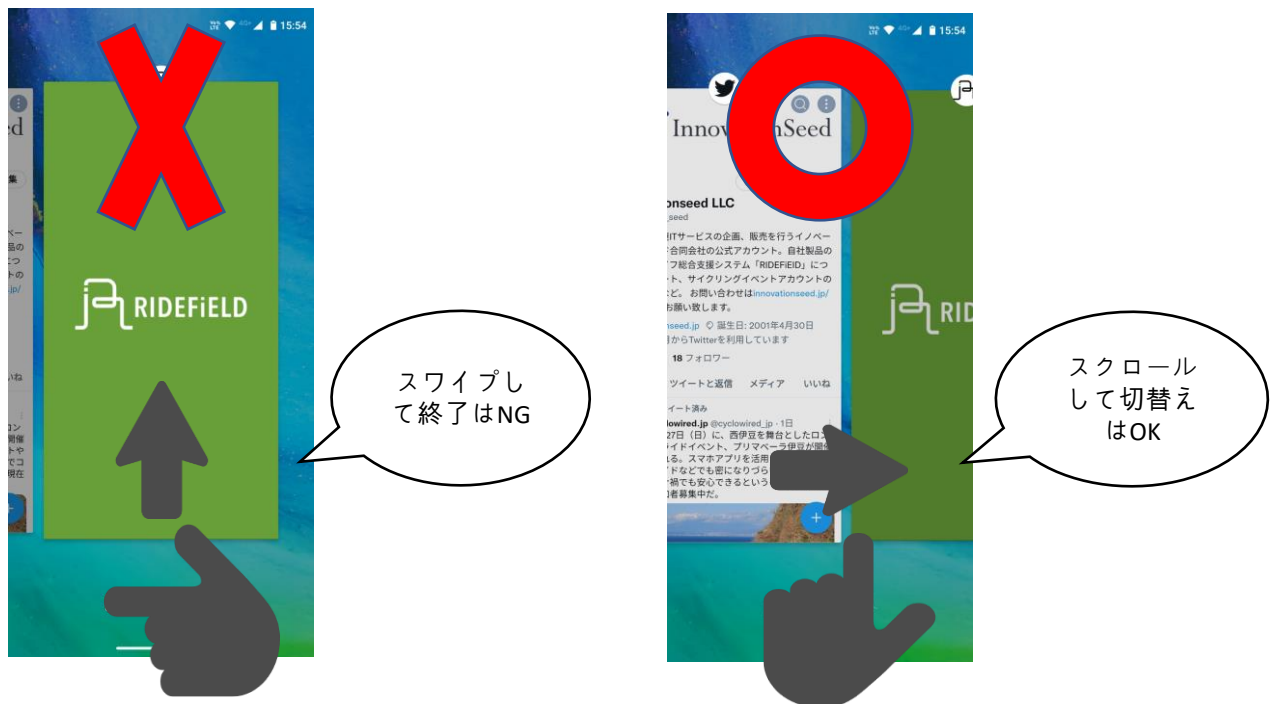 15:54
ed
集
RIDEFiELD
スワイプし
て終了はNG
15:54
InnovationSeed
onseed LLC
_seed
ITサービスの企画、販売を行うイノベー
合同会社の公式アカウント。自社製品の
フ総合支援システム「RIDEFiEID」につ
ト、サイクリングイベントアカウントの
など。 お問い合わせはinnovationseed.jp/
お願い致します。
nseed.jp 誕生日: 2001年4月30日
からTwitterを利用しています
18 フォロワー
ツイートと返信 メディア いいね
イート済み
lowired.jp @cyclowired_jp · 1日
27日（日）に、西伊豆を舞台としたロン
ライドイベント、プリマベーラ伊豆が開催
れる。スマホアプリを活用
イドなどでも密になりづら
禍でも安心できるという
者募集中だ。
RID
スクロール
して切替え
はOK